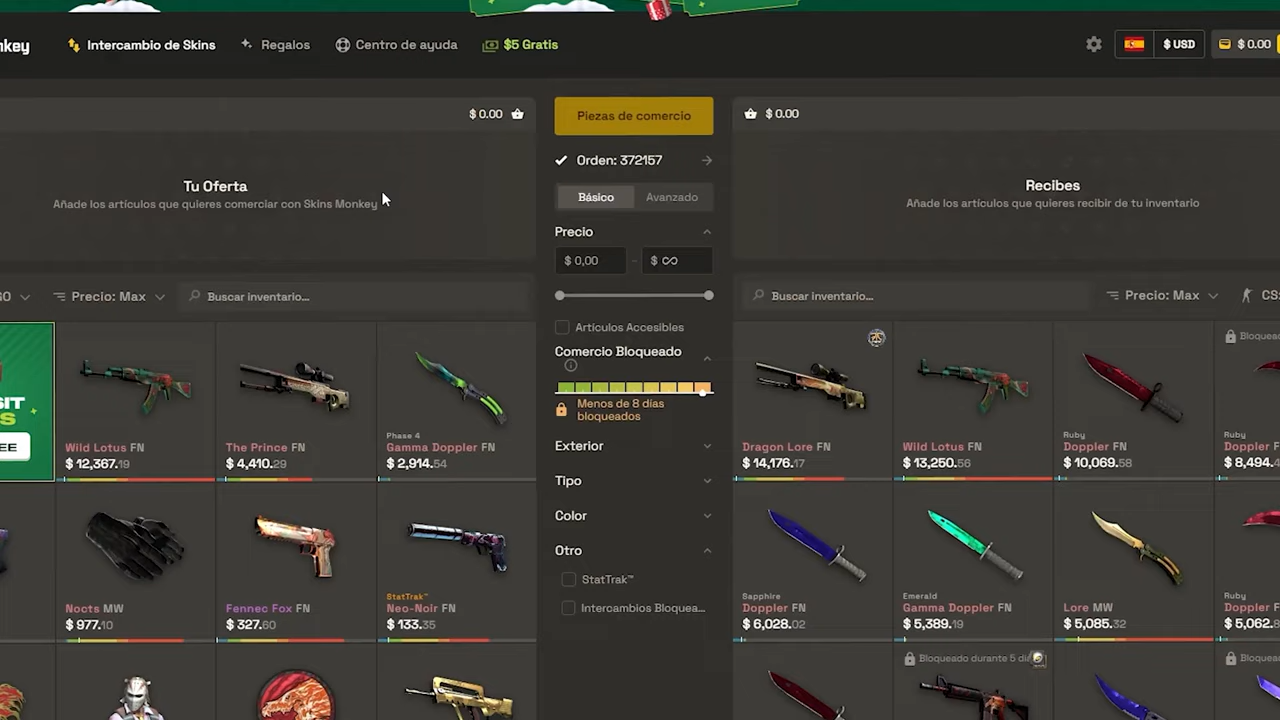 nkey
Intercambio de Skins
Regalos
Centro de ayuda
$5 Gratis
$ USD
$ 0.00
$ 0.00
Piezas de comercio
$ 0.00
Orden: 372157
Tu Oferta
Añade los artículos que quieres comerciar con Skins Monkey
Básico
Avanzado
Recibes
Añade los artículos que quieres recibir de tu inventario
Precio
$ 0,00
-
$ ∞
GO
Precio: Max
Buscar inventario...
Buscar inventario...
Precio: Max
CS:
Artículos Accesibles
Comercio Bloqueado
Menos de 8 días
bloqueados
Exterior
Tipo
Color
Otro
StatTrak™
Intercambios Bloquea...
SIT
S
EE
Wild Lotus FN
$ 12,367.19
The Prince FN
$ 4,410.29
Phase 4
Gamma Doppler FN
$ 2,914.54
Nocts MW
$ 977.10
Fennec Fox FN
$ 327.60
StatTrak™
Neo-Noir FN
$ 133.35
Dragon Lore FN
$ 14,176.17
Wild Lotus FN
$ 13,250.56
Ruby
Doppler FN
$ 10,069.58
Bloquea
Ruby
Doppler F
$ 8,494.
Sapphire
Doppler FN
$ 6,028.02
Emerald
Gamma Doppler FN
$ 5,389.19
Lore MW
$ 5,085.32
Ruby
Doppler F
$ 5,062.8
Bloqueado durante 5 dí
Bloquea